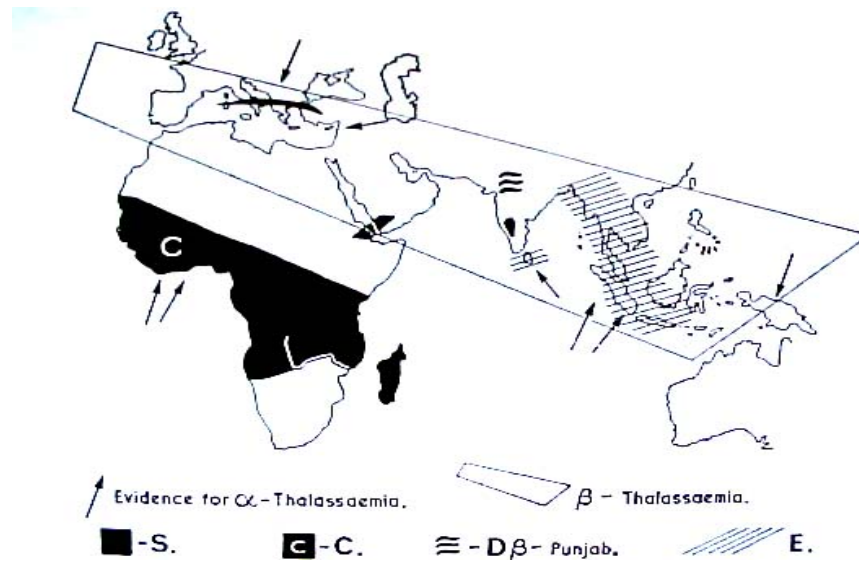 C
Evidence for α-Thalassaemia.
β - Thalassaemia.
-S.
C -C.
-Dβ- Punjab.
E.